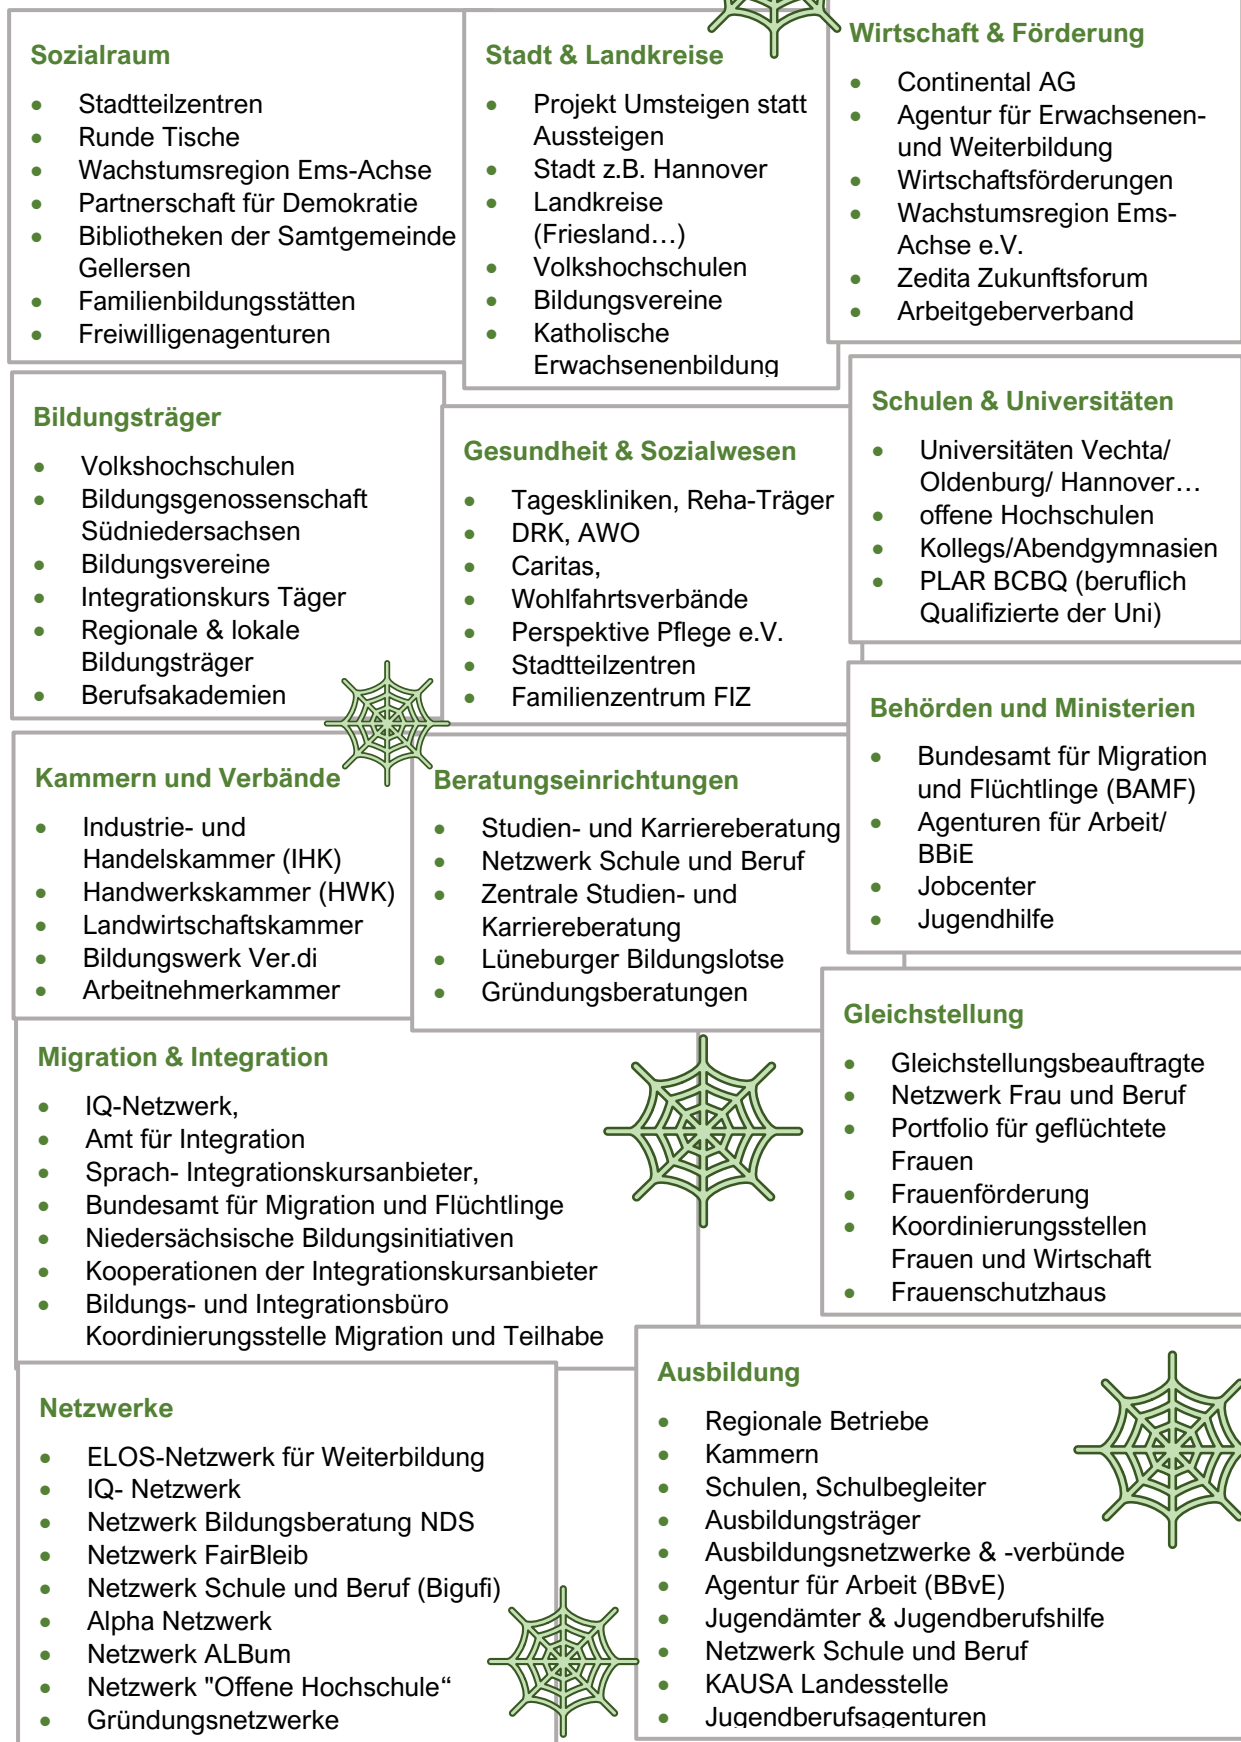 Sozialraum
• Stadtteilzentren
• Runde Tische
• Wachstumsregion Ems-Achse
• Partnerschaft für Demokratie
• Bibliotheken der Samtgemeinde
Gellersen
• Familienbildungsstätten
• Freiwilligenagenturen
Stadt & Landkreise
• Projekt Umsteigen statt
Aussteigen
• Stadt z.B. Hannover
• Landkreise
(Friesland…)
• Volkshochschulen
• Bildungsvereine
• Katholische
Erwachsenenbildung
Wirtschaft & Förderung
• Continental AG
• Agentur für Erwachsenen-
und Weiterbildung
• Wirtschaftsförderungen
• Wachstumsregion Ems-
Achse e.V.
• Zedita Zukunftsforum
• Arbeitgeberverband
Bildungsträger
• Volkshochschulen
• Bildungsgenossenschaft
Südniedersachsen
• Bildungsvereine
• Integrationskurs Täger
• Regionale & lokale
Bildungsträger
• Berufsakademien
Gesundheit & Sozialwesen
• Tageskliniken, Reha-Träger
• DRK, AWO
• Caritas,
• Wohlfahrtsverbände
• Perspektive Pflege e.V.
• Stadtteilzentren
• Familienzentrum FIZ
Schulen & Universitäten
• Universitäten Vechta/
Oldenburg/ Hannover…
• offene Hochschulen
• Kollegs/Abendgymnasien
• PLAR BCBQ (beruflich
Qualifizierte der Uni)
Kammern und Verbände
• Industrie- und
Handelskammer (IHK)
• Handwerkskammer (HWK)
• Landwirtschaftskammer
• Bildungswerk Ver.di
• Arbeitnehmerkammer
Beratungseinrichtungen
• Studien- und Karriereberatung
• Netzwerk Schule und Beruf
• Zentrale Studien- und
Karriereberatung
• Lüneburger Bildungslotse
• Gründungsberatungen
Behörden und Ministerien
• Bundesamt für Migration
und Flüchtlinge (BAMF)
• Agenturen für Arbeit/
BBiE
• Jobcenter
• Jugendhilfe
Migration & Integration
• IQ-Netzwerk,
• Amt für Integration
• Sprach- Integrationskursanbieter,
• Bundesamt für Migration und Flüchtlinge
• Niedersächsische Bildungsinitiativen
• Kooperationen der Integrationskursanbieter
• Bildungs- und Integrationsbüro
Koordinierungsstelle Migration und Teilhabe
Gleichstellung
• Gleichstellungsbeauftragte
• Netzwerk Frau und Beruf
• Portfolio für geflüchtete
Frauen
• Frauenförderung
• Koordinierungsstellen
Frauen und Wirtschaft
• Frauenschutzhaus
Netzwerke
• ELOS-Netzwerk für Weiterbildung
• IQ- Netzwerk
• Netzwerk Bildungsberatung NDS
• Netzwerk FairBleib
• Netzwerk Schule und Beruf (Bigufi)
• Alpha Netzwerk
• Netzwerk ALBum
• Netzwerk "Offene Hochschule“
• Gründungsnetzwerke
Ausbildung
• Regionale Betriebe
• Kammern
• Schulen, Schulbegleiter
• Ausbildungsträger
• Ausbildungsnetzwerke & -verbünde
• Agentur für Arbeit (BBvE)
• Jugendämter & Jugendberufshilfe
• Netzwerk Schule und Beruf
• KAUSA Landesstelle
• Jugendberufsagenturen